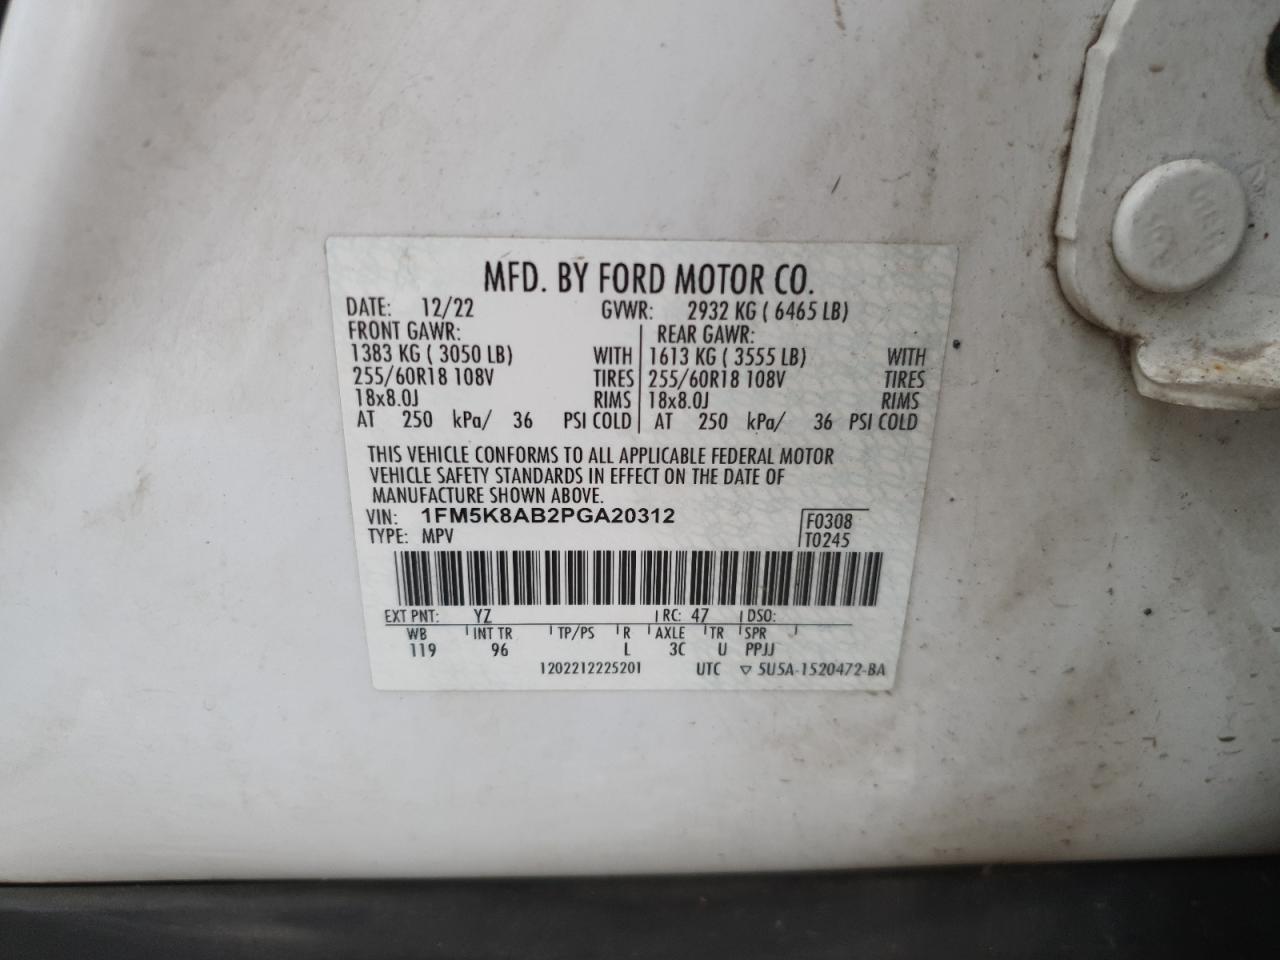 MFD. BY FORD MOTOR CO.
DATE: 12/22 GVWR: 2932 KG ( 6465 LB)
FRONT GAWR: REAR GAWR:
1383 KG ( 3050 LB) WITH 1613 KG ( 3555 LB) WITH
255/60R18 108V TIRES 255/60R18 108V TIRES
18x8.0J RIMS 18x8.0J RIMS
AT 250 kPa/ 36 PSI COLD AT 250 kPa/ 36 PSI COLD
THIS VEHICLE CONFORMS TO ALL APPLICABLE FEDERAL MOTOR
VEHICLE SAFETY STANDARDS IN EFFECT ON THE DATE OF
MANUFACTURE SHOWN ABOVE.
VIN: 1FM5K8AB2PGA20312 F0308
TYPE: MPV T0245
EXT PNT: YZ RC: 47 DSO:
WB INT TR TP/PS R AXLE TR SPR
119 96 L 3C U PPJJ
1202212225201 UTC ▽ 5U5A-1520472-BA